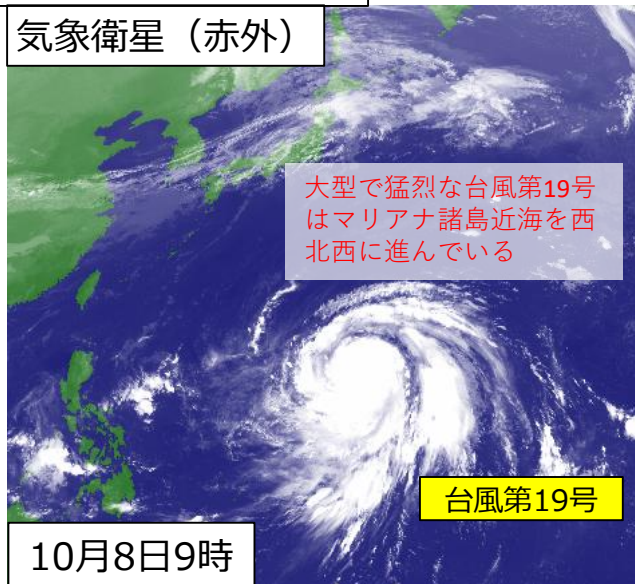 気象衛星（赤外）
大型で猛烈な台風第19号
はマリアナ諸島近海を西
北西に進んでいる
台風第19号
10月8日9時